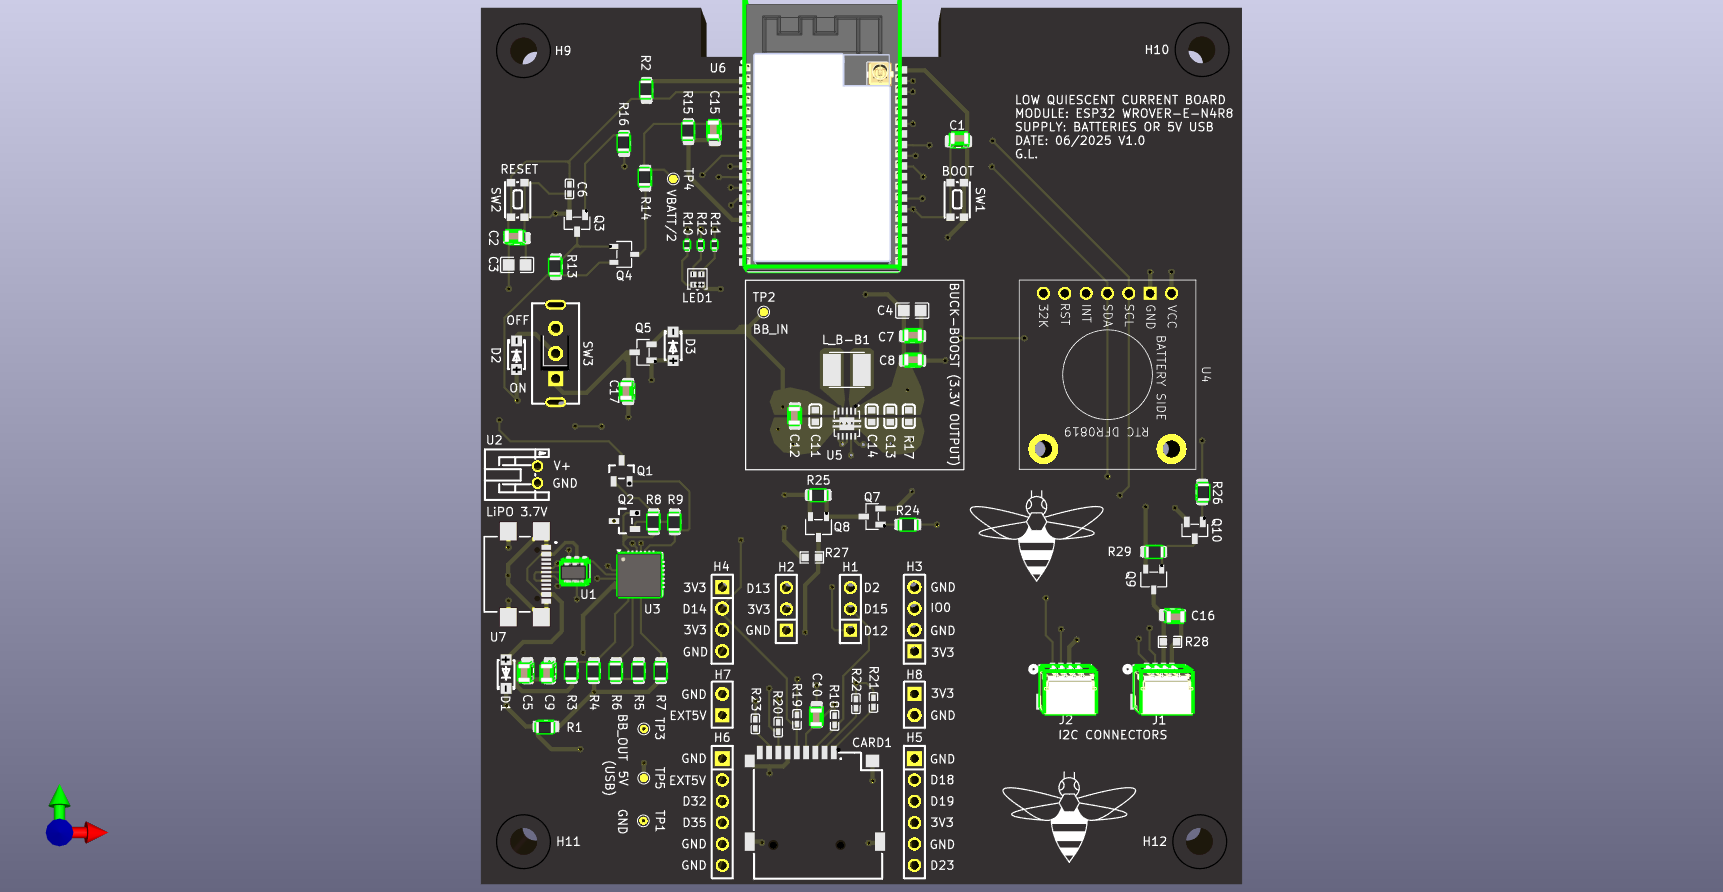 H9
R2
U6
H10
LOW QUIESCENT CURRENT BOARD
MODULE: ESP32 WROVER-E-N4R8
SUPPLY: BATTERIES OR 5V USB
DATE: 06/2025 V1.0
G.L.
R16
R15
C15
C1
RESET
BOOT
SW2
C6
TP4
VBATT/2
SW1
R14
Q3
C2
R10
R12
R11
C3
R13
Q4
LED1
TP2
BB_IN
C4
BUCK-BOOST (3.3V OUTPUT)
32K
RST
INT
SDA
SCL
GND
VCC
OFF
Q5
D3
SW3
D2
ON
L_B-B1
C7
C8
BATTERY SIDE
U4
C17
RTC DFR0819
C12
C11
U5
C14
C13
R17
U2
V+
GND
LiPO 3.7V
Q1
Q2
R8
R9
R25
Q7
Q8
R24
R26
Q10
R27
R29
Q9
U1
U3
U7
H4
H2
H1
H3
3V3
D14
3V3
GND
D13
3V3
GND
D2
D15
D12
GND
IO0
GND
3V3
C16
R28
D1
C5
C9
R3
R4
R6
R5
R7
R1
H7
GND
EXT5V
R23
R20
R19
C10
R10
R22
R21
H8
3V3
GND
J2
J1
I2C CONNECTORS
BB_OUT
TP3
5V
(USB)
TP5
GND
TP1
H6
GND
EXT5V
D32
D35
GND
GND
CARD1
H5
GND
D18
D19
3V3
GND
D23
H11
H12